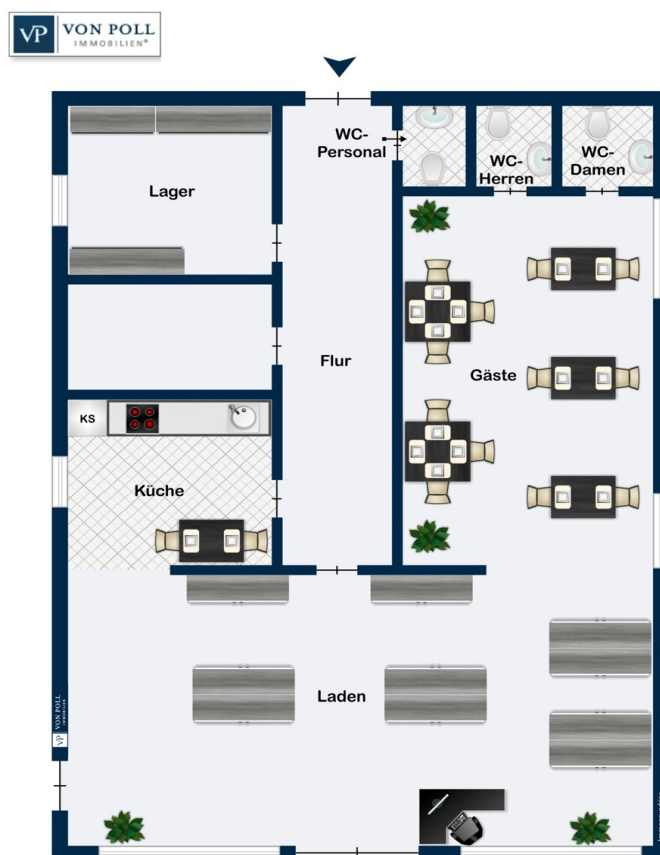 VP VON POLL
IMMOBILIEN®
WC-
Personal
WC-
Herren
WC-
Damen
Lager
Flur
Gäste
KS
Küche
Laden
VP VON POLL
IMMOBILIEN